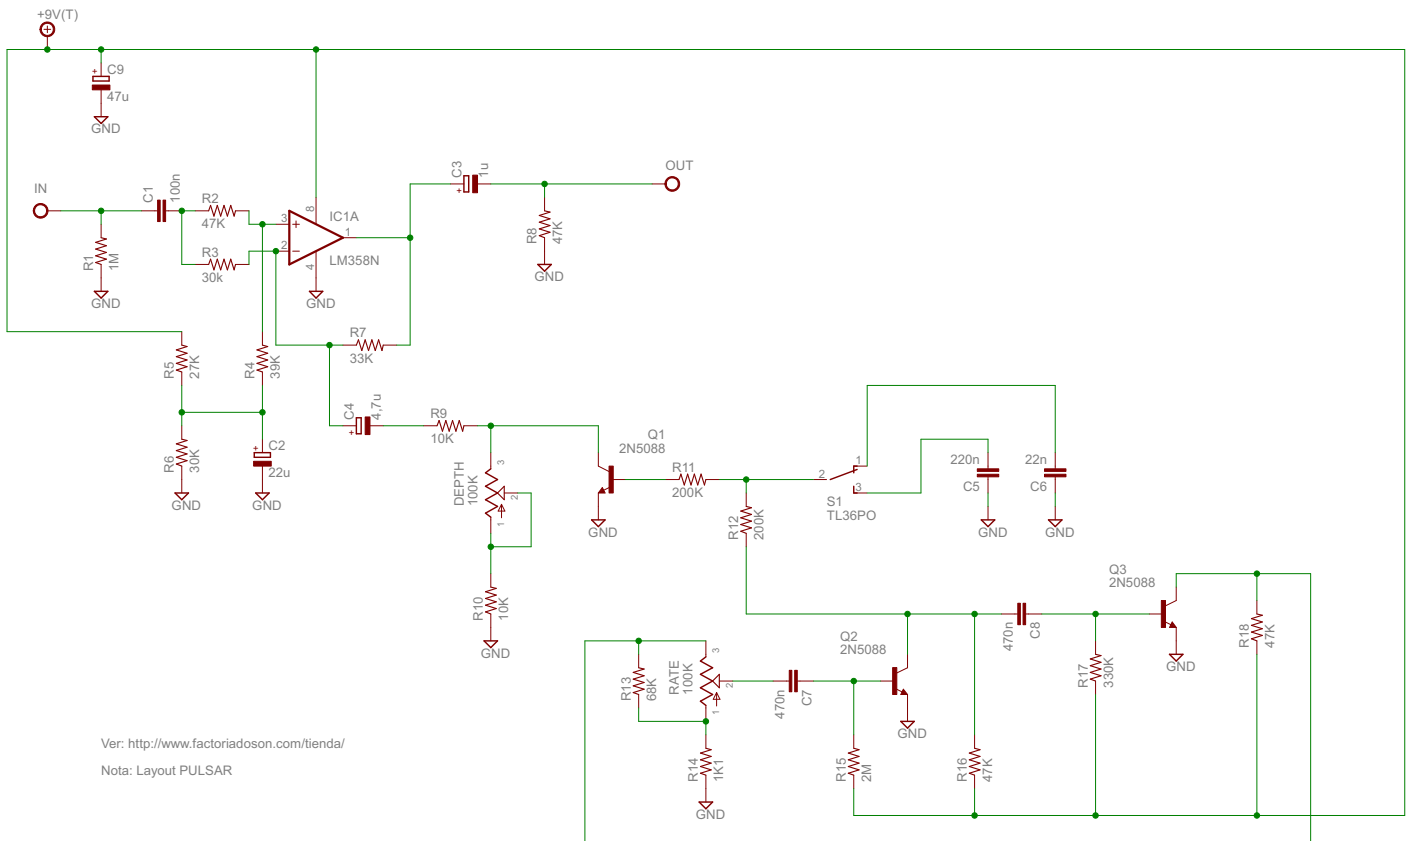 +9V(T)
C9
47u
GND
IN
C1
100n
R2
47K
R3
30k
R1
1M
GND
3
2
8
4
1
IC1A
LM358N
GND
C3
1u
OUT
R8
47K
GND
R5
27K
R4
39K
R7
33K
R6
30K
C2
22u
GND
GND
C4
4,7u
R9
10K
DEPTH
100K
3
2
1
R10
10K
GND
Q1
2N5088
GND
R11
200K
R12
200K
2
1
3
S1
TL36PO
220n
C5
GND
22n
C6
GND
Q3
2N5088
GND
R18
47K
470n
C8
R17
330K
Q2
2N5088
GND
R13
68K
RATE
100K
3
2
1
470n
C7
R14
1K1
GND
R15
2M
R16
47K
Ver: http://www.factoriadoson.com/tienda/
Nota: Layout PULSAR